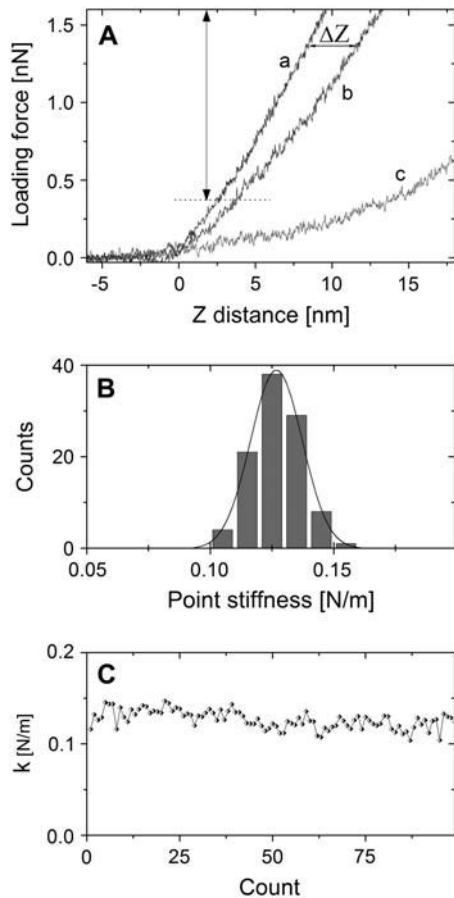 A
Loading force [nN]
1.5
1.0
0.5
0.0
a
ΔZ
b
c
-5 0 5 10 15
Z distance [nm]
B
Counts
40
20
0
0.05 0.10 0.15
Point stiffness [N/m]
C
k [N/m]
0.2
0.1
0.0
0 25 50 75
Count